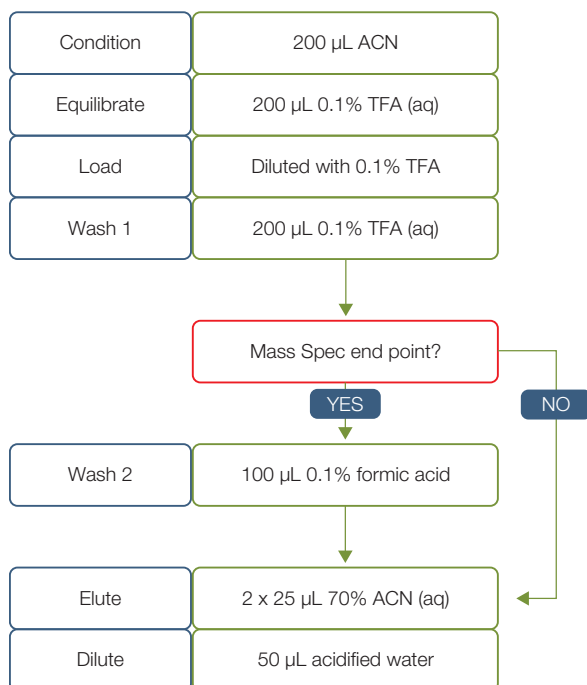 Condition
200 µL ACN
Equilibrate
200 µL 0.1% TFA (aq)
Load
Diluted with 0.1% TFA
Wash 1
200 µL 0.1% TFA (aq)
Mass Spec end point?
YES
NO
Wash 2
100 µL 0.1% formic acid
Elute
2 x 25 µL 70% ACN (aq)
Dilute
50 µL acidified water